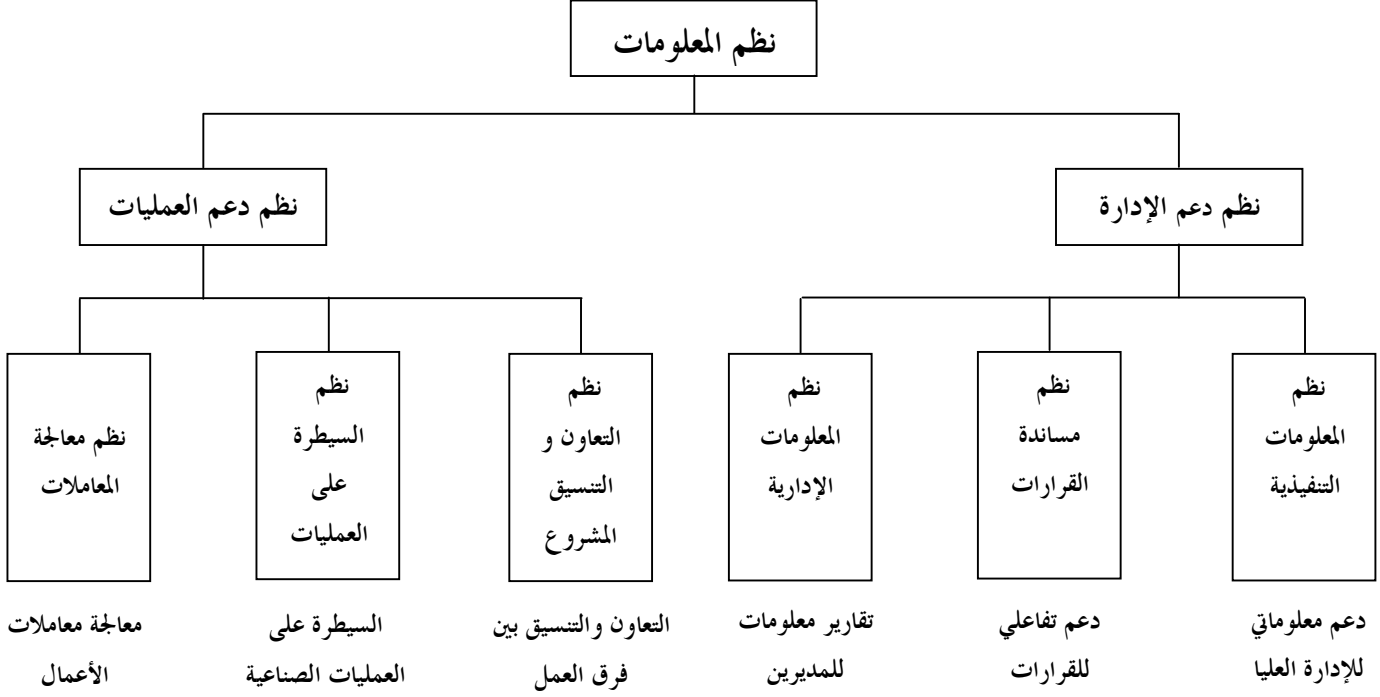 نظم المعلومات
نظم دعم الإدارة
نظم دعم العمليات
نظم
المعلومات
التنفيذية
نظم
مساندة
القرارات
نظم
المعلومات
الإدارية
نظم
التعاون و
التنسيق
المشروع
نظم
السيطرة
على
العمليات
نظم معالجة
المعاملات
دعم معلوماتي
للإدارة العليا
دعم تفاعلي
للقرارات
تقارير معلومات
للمديرين
التعاون والتنسيق بين
فرق العمل
السيطرة على
العمليات الصناعية
معالجة معاملات
الأعمال